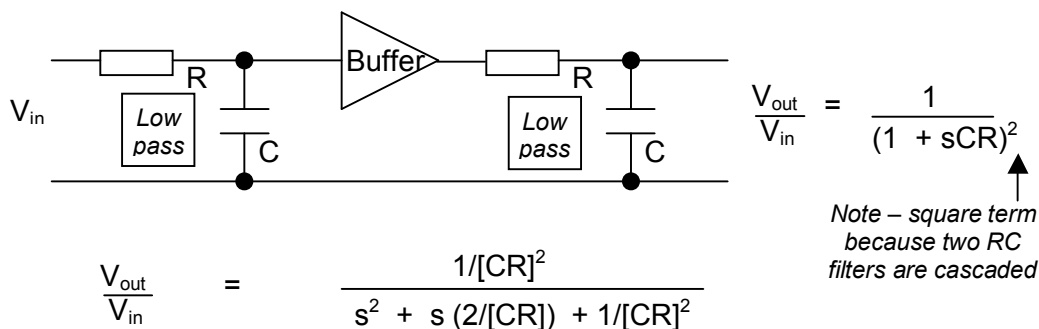 Buffer
R
R
V_in
Low
pass
C
Low
pass
C
V_out
V_in
=
1
(1 + sCR)²
Note – square term
because two RC
filters are cascaded
V_out
V_in
=
1/[CR]²
s² + s (2/[CR]) + 1/[CR]²